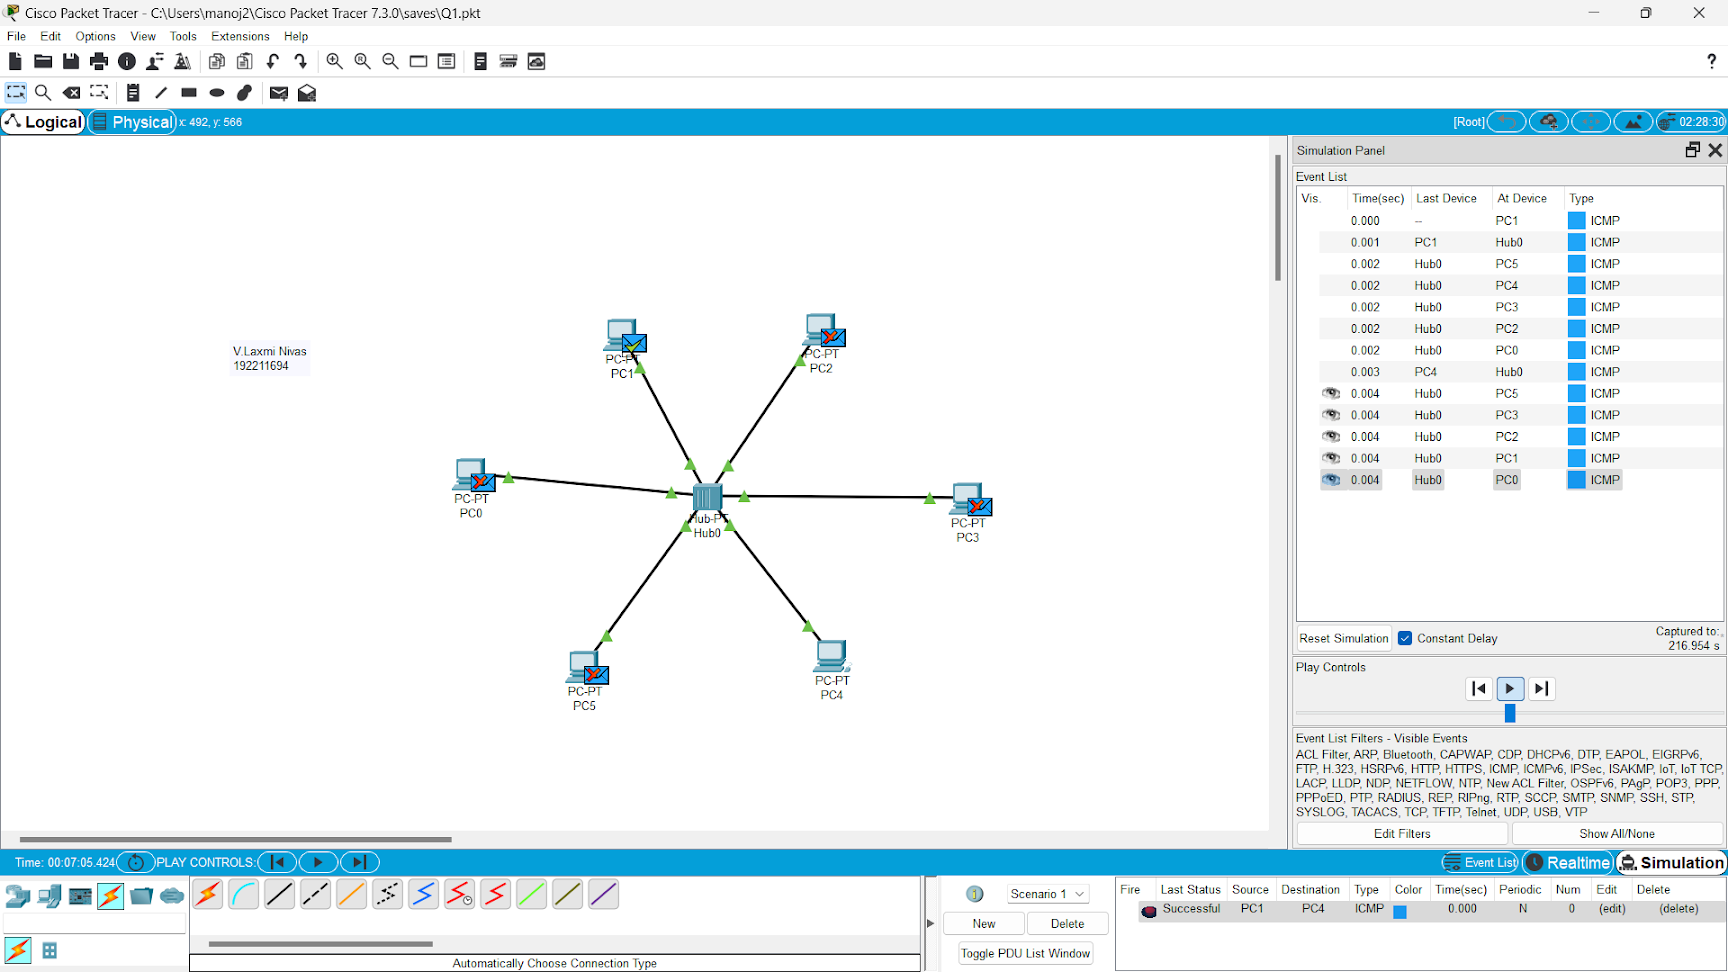 Cisco Packet Tracer - C:\Users\manoj2\Cisco Packet Tracer 7.3.0\saves\Q1.pkt
File Edit Options View Tools Extensions Help
?
Logical Physical x: 492, y: 566 [Root] 02:28:30
Simulation Panel
Event List
Vis. Time(sec) Last Device At Device Type
0.000 -- PC1 ICMP
0.001 PC1 Hub0 ICMP
0.002 Hub0 PC5 ICMP
0.002 Hub0 PC4 ICMP
0.002 Hub0 PC3 ICMP
0.002 Hub0 PC2 ICMP
0.002 Hub0 PC0 ICMP
0.003 PC4 Hub0 ICMP
0.004 Hub0 PC5 ICMP
0.004 Hub0 PC3 ICMP
0.004 Hub0 PC2 ICMP
0.004 Hub0 PC1 ICMP
0.004 Hub0 PC0 ICMP
V.Laxmi Nivas
192211694
PC-PT
PC1
PC-PT
PC2
PC-PT
PC0
Hub-PT
Hub0
PC-PT
PC3
PC-PT
PC5
PC-PT
PC4
Reset Simulation Constant Delay Captured to:
216.954 s
Play Controls
Event List Filters - Visible Events
ACL Filter, ARP, Bluetooth, CAPWAP, CDP, DHCPv6, DTP, EAPOL, EIGRPv6,
FTP, H.323, HSRPv6, HTTP, HTTPS, ICMP, ICMPv6, IPSec, ISAKMP, IoT, IoT TCP,
LACP, LLDP, NDP, NETFLOW, NTP, New ACL Filter, OSPFv6, PAgP, POP3, PPP,
PPPoED, PTP, RADIUS, REP, RIPng, RTP, SCCP, SMTP, SNMP, SSH, STP,
SYSLOG, TACACS, TCP, TFTP, Telnet, UDP, USB, VTP
Edit Filters Show All/None
Time: 00:07:05.424 PLAY CONTROLS: Event List Realtime Simulation
Scenario 1
New Delete
Toggle PDU List Window
Fire Last Status Source Destination Type Color Time(sec) Periodic Num Edit Delete
Successful PC1 PC4 ICMP 0.000 N 0 (edit) (delete)
Automatically Choose Connection Type